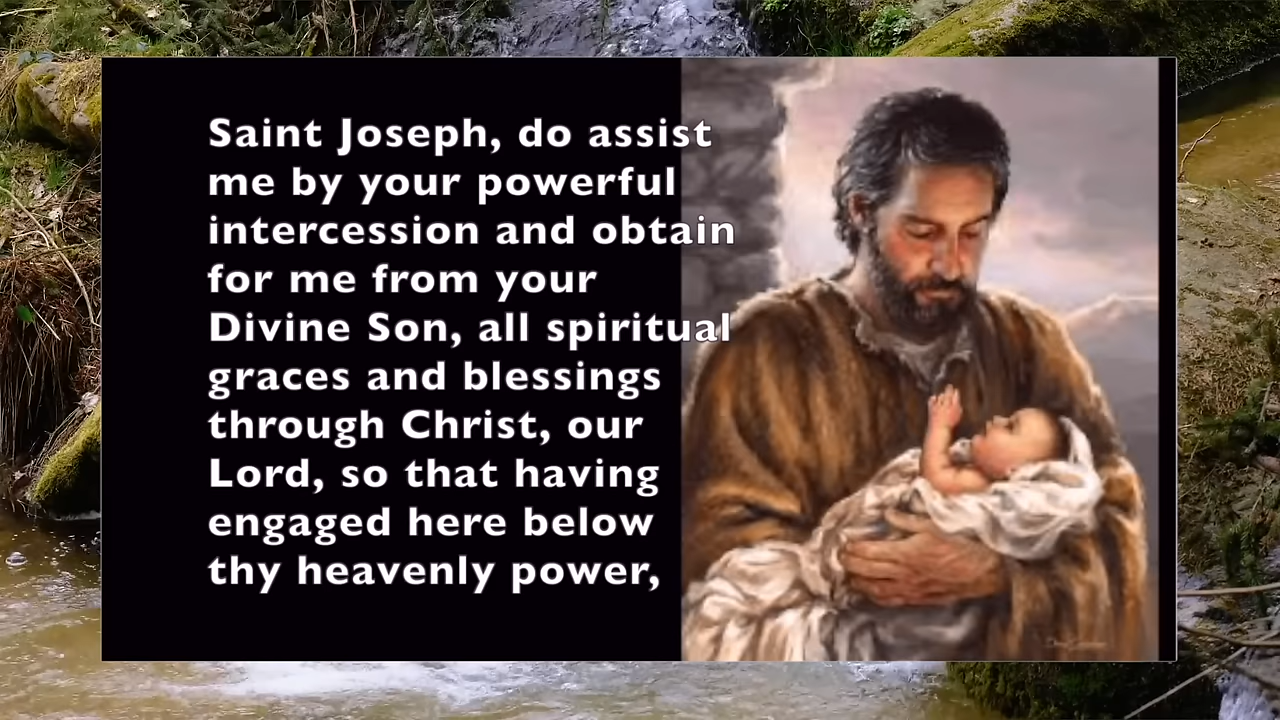 Saint Joseph, do assist
me by your powerful
intercession and obtain
for me from your
Divine Son, all spiritual
graces and blessings
through Christ, our
Lord, so that having
engaged here below
thy heavenly power,